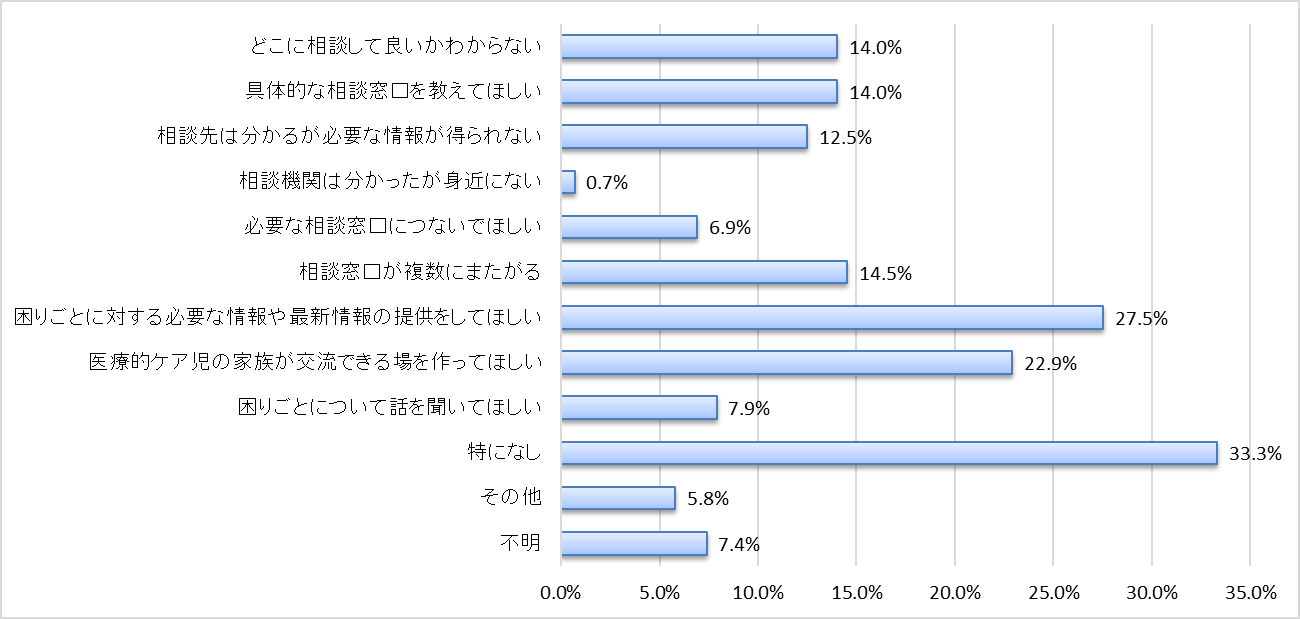 どこに相談して良いかわからない 14.0%
具体的な相談窓口を教えてほしい 14.0%
相談先は分かるが必要な情報が得られない 12.5%
相談機関は分かったが身近にない 0.7%
必要な相談窓口につないでほしい 6.9%
相談窓口が複数にまたがる 14.5%
困りごとに対する必要な情報や最新情報の提供をしてほしい 27.5%
医療的ケア児の家族が交流できる場を作ってほしい 22.9%
困りごとについて話を聞いてほしい 7.9%
特になし 33.3%
その他 5.8%
不明 7.4%
0.0% 5.0% 10.0% 15.0% 20.0% 25.0% 30.0% 35.0%